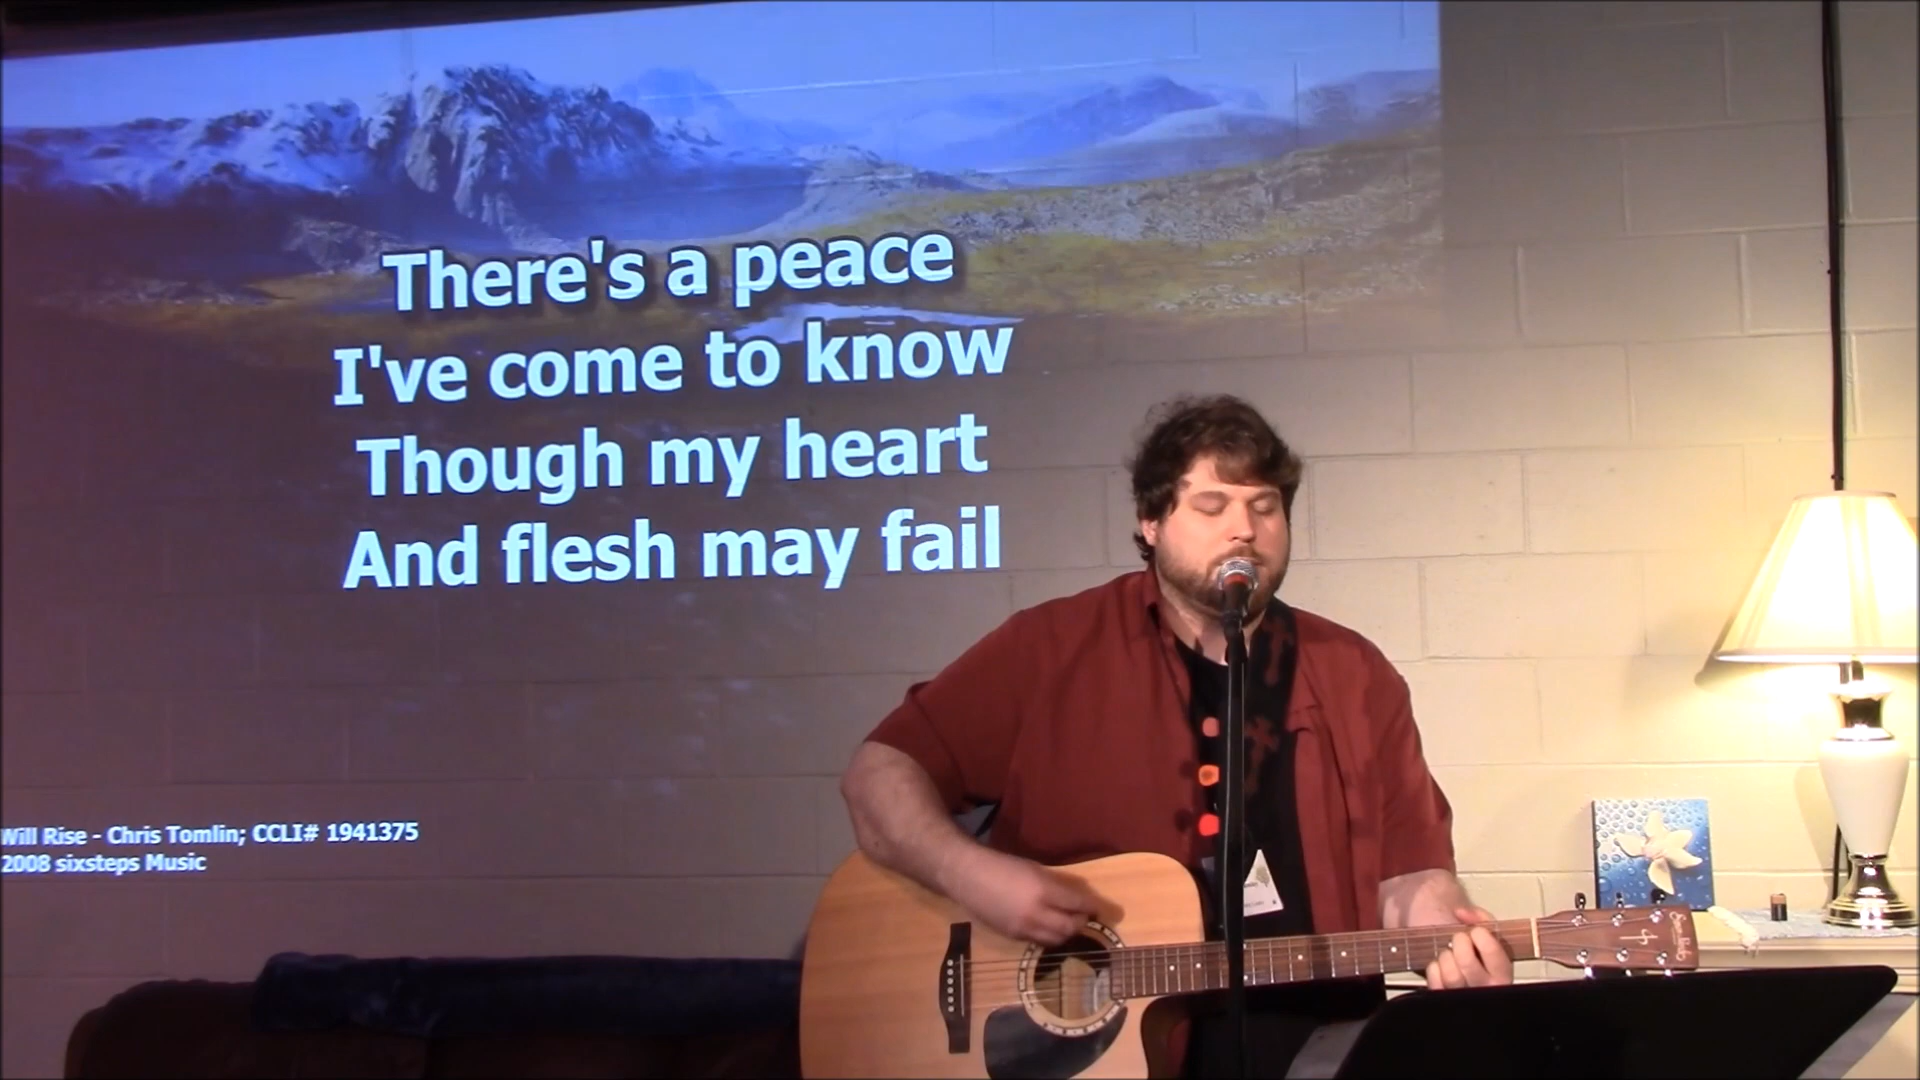 There's a peace
I've come to know
Though my heart
And flesh may fail
Will Rise - Chris Tomlin; CCLI# 1941375
2008 sixsteps Music